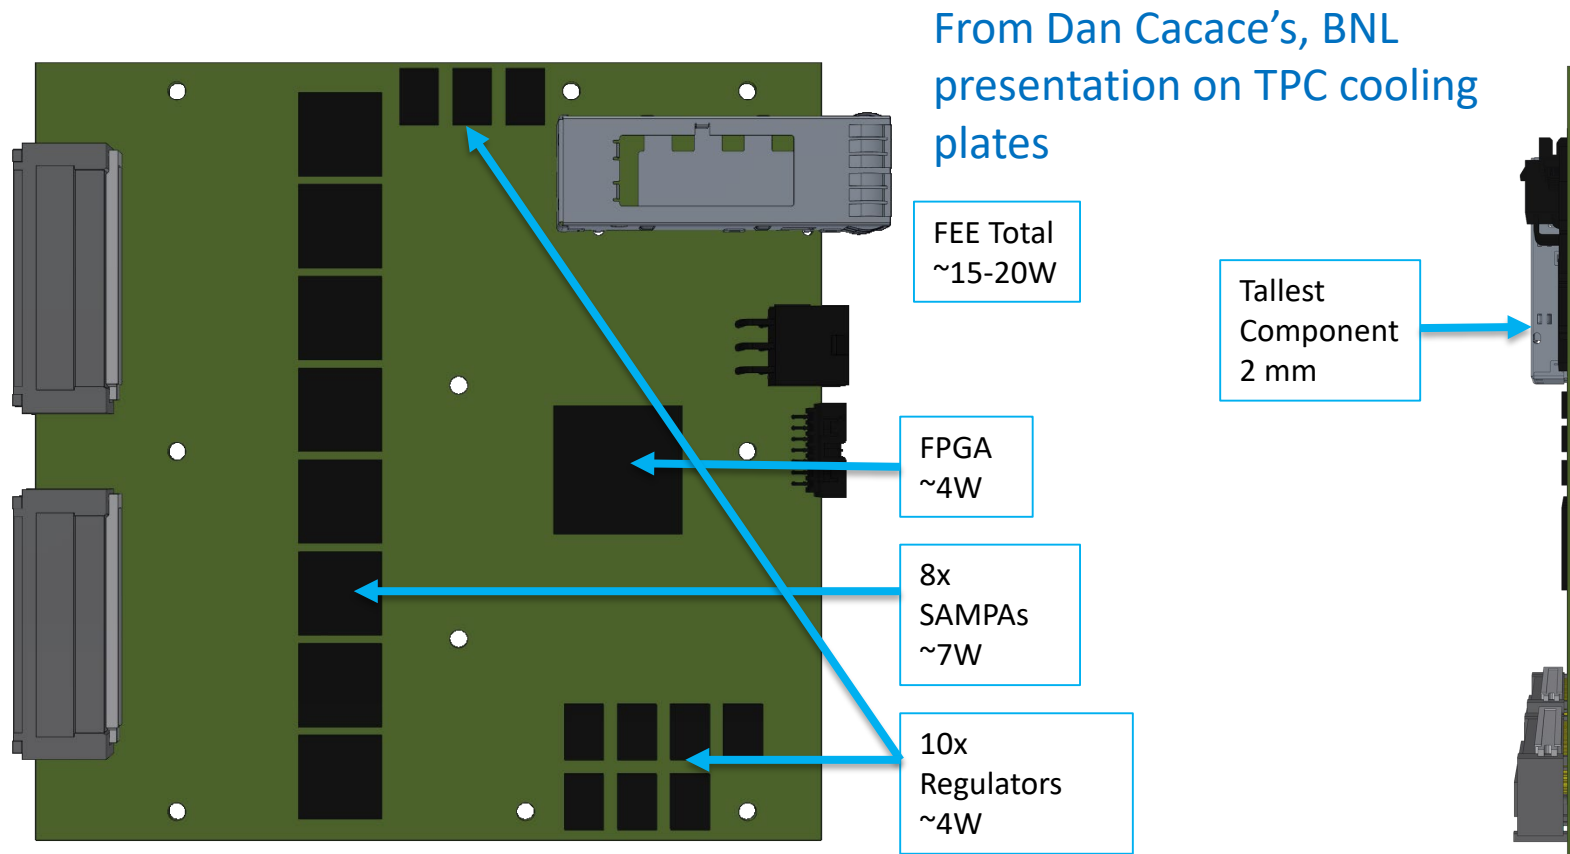 From Dan Cacace’s, BNL
presentation on TPC cooling
plates
FEE Total
~15-20W
Tallest
Component
2 mm
FPGA
~4W
8x
SAMPAs
~7W
10x
Regulators
~4W